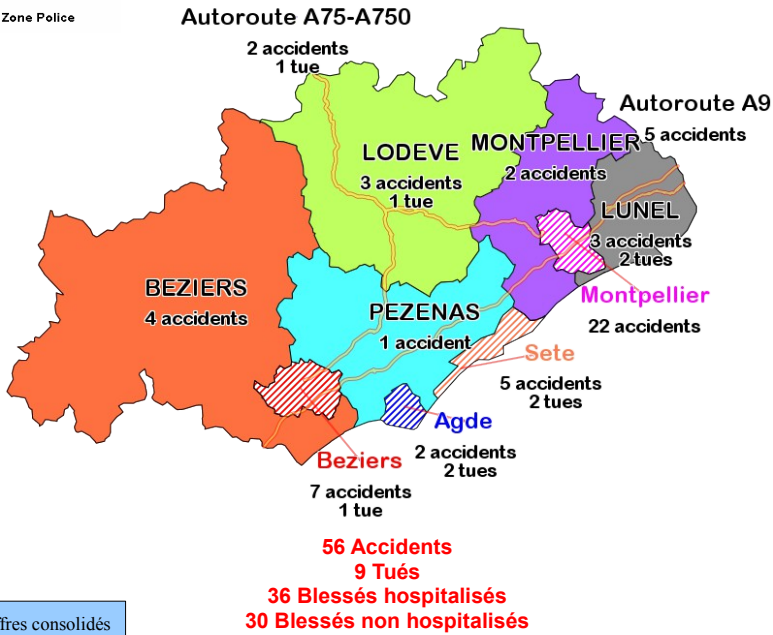 Zone Police
Autoroute A75-A750
2 accidents
1 tue
Autoroute A9
5 accidents
MONTPELLIER
2 accidents
LODEVE
3 accidents
1 tue
LUNEL
3 accidents
2 tues
BEZIERS
4 accidents
PEZENAS
1 accident
Montpellier
22 accidents
Sete
5 accidents
2 tues
Agde
2 accidents
2 tues
Beziers
7 accidents
1 tue
56 Accidents
9 Tués
36 Blessés hospitalisés
30 Blessés non hospitalisés
consolidés